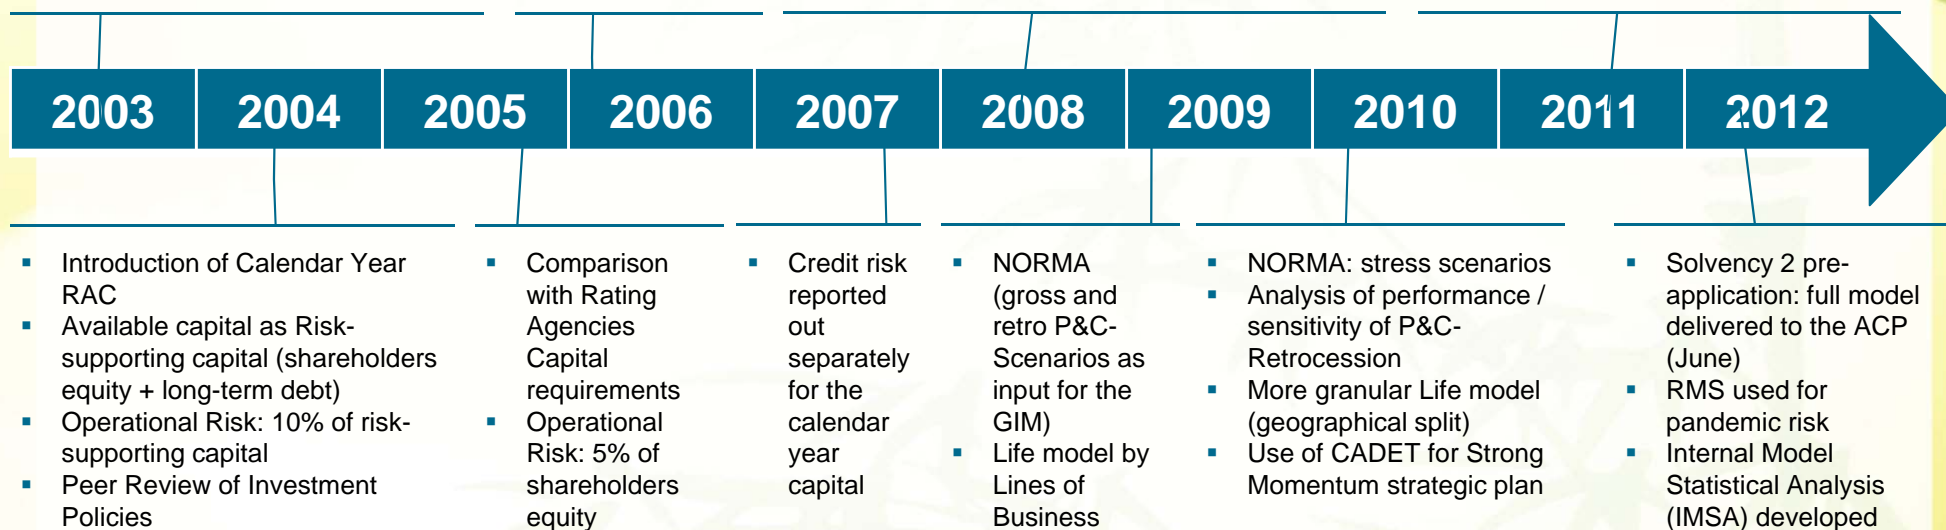 2003 2004 2005 2006 2007 2008 2009 2010 2011 2012
▪ Introduction of Calendar Year
RAC
▪ Available capital as Risk-
supporting capital (shareholders
equity + long-term debt)
▪ Operational Risk: 10% of risk-
supporting capital
▪ Peer Review of Investment
Policies
▪ Comparison
with Rating
Agencies
Capital
requirements
▪ Operational
Risk: 5% of
shareholders
equity
▪ Credit risk
reported
out
separately
for the
calendar
year
capital
▪ NORMA
(gross and
retro P&C-
Scenarios as
input for the
GIM)
▪ Life model by
Lines of
Business
▪ NORMA: stress scenarios
▪ Analysis of performance /
sensitivity of P&C-
Retrocession
▪ More granular Life model
(geographical split)
▪ Use of CADET for Strong
Momentum strategic plan
▪ Solvency 2 pre-
application: full model
delivered to the ACP
(June)
▪ RMS used for
pandemic risk
▪ Internal Model
Statistical Analysis
(IMSA) developed